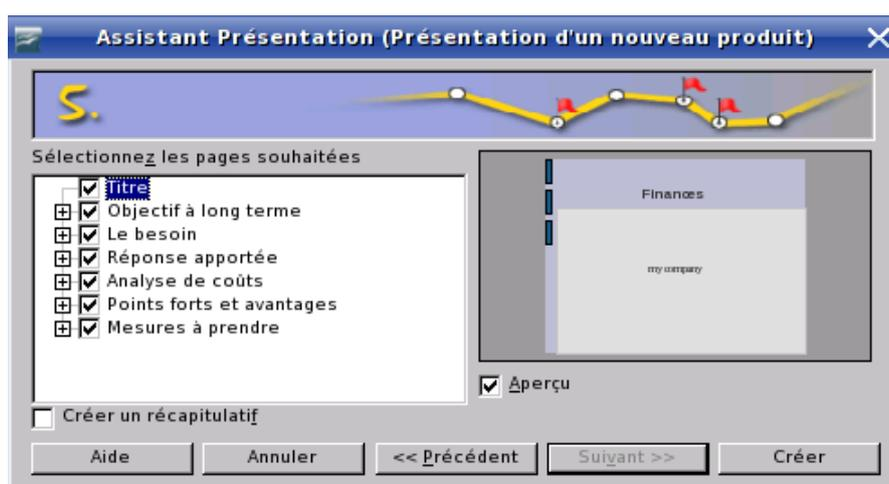 Assistant Présentation (Présentation d'un nouveau produit)
5.
Sélectionnez les pages souhaitées
Titre
Objectif à long terme
Le besoin
Réponse apportée
Analyse de coûts
Points forts et avantages
Mesures à prendre
Finances
my company
Aperçu
Créer un récapitulatif
Aide Annuler << Précédent Suivant >> Créer